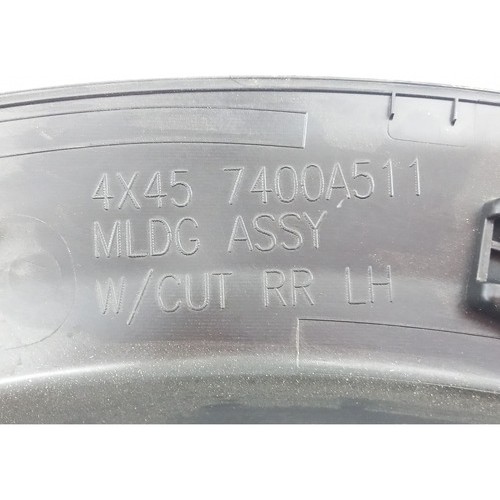 4X45 7400A511
MLDG ASSY
W/CUT RR LH